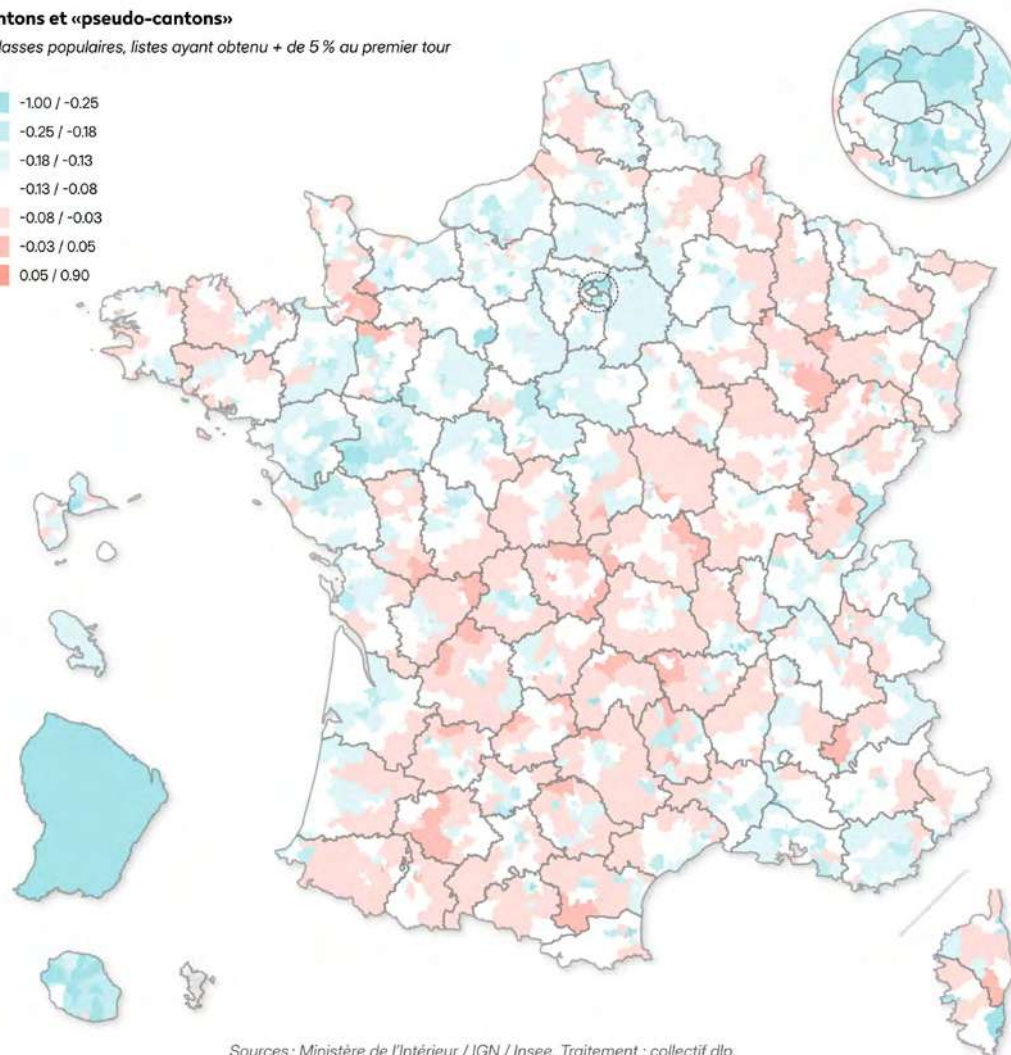 ntons et «pseudo-cantons»
lasses populaires, listes ayant obtenu + de 5 % au premier tour
-1.00 / -0.25
-0.25 / -0.18
-0.18 / -0.13
-0.13 / -0.08
-0.08 / -0.03
-0.03 / 0.05
0.05 / 0.90
Sources : Ministère de l'Intérieur / IGN / Insee. Traitement : collectif dlp.